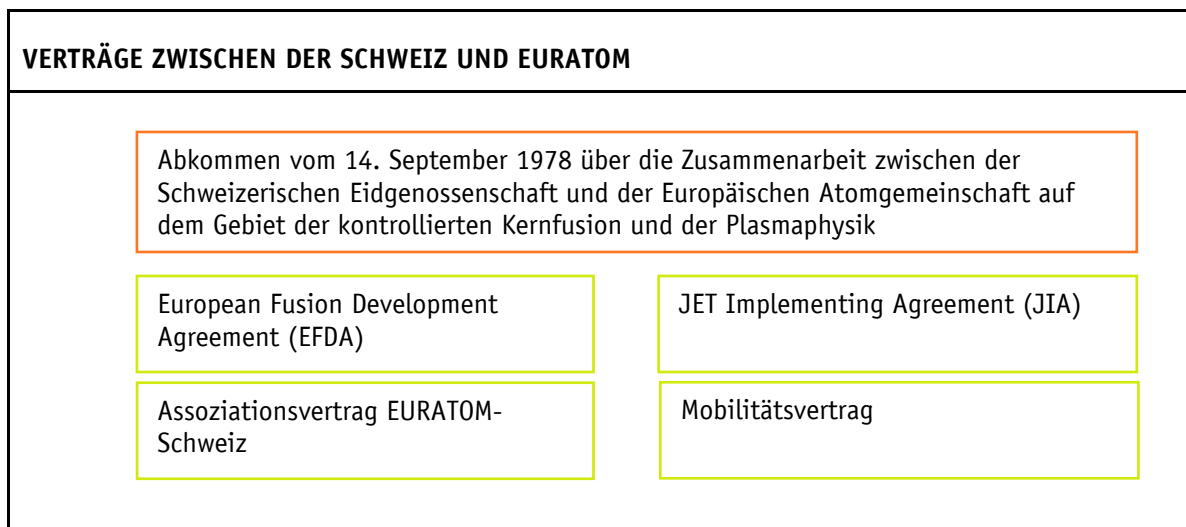 VERTRÄGE ZWISCHEN DER SCHWEIZ UND EURATOM
Abkommen vom 14. September 1978 über die Zusammenarbeit zwischen der
Schweizerischen Eidgenossenschaft und der Europäischen Atomgemeinschaft auf
dem Gebiet der kontrollierten Kernfusion und der Plasmaphysik
European Fusion Development
Agreement (EFDA)
JET Implementing Agreement (JIA)
Assoziationsvertrag EURATOM-
Schweiz
Mobilitätsvertrag